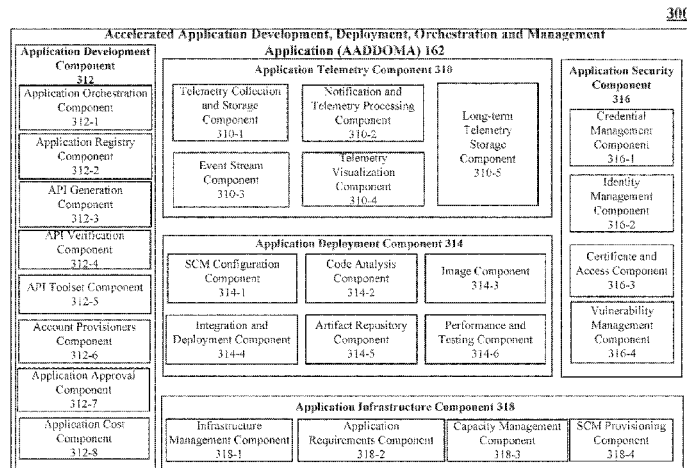 300
Accelerated Application Development, Deployment, Orchestration and Management
Application (AADDOMA) 162
Application Development
Component
312
Application Orchestration
Component
312-1
Application Registry
Component
312-2
API Generation
Component
312-3
API Verification
Component
312-4
API Toolset Component
312-5
Account Provisioners
Component
312-6
Application Approval
Component
312-7
Application Cost
Component
312-8
Application Telemetry Component 310
Telemetry Collection
and Storage
Component
310-1
Notification and
Telemetry Processing
Component
310-2
Event Stream
Component
310-3
Telemetry
Visualization
Component
310-4
Long-term
Telemetry
Storage
Component
310-5
Application Deployment Component 314
SCM Configuration
Component
314-1
Code Analysis
Component
314-2
Image Component
314-3
Integration and
Deployment Component
314-4
Artifact Repository
Component
314-5
Performance and
Testing Component
314-6
Application Security
Component
316
Credential
Management
Component
316-1
Identity
Management
Component
316-2
Certificate and
Access Component
316-3
Vulnerability
Management
Component
316-4
Application Infrastructure Component 318
Infrastructure
Management Component
318-1
Application
Requirements Component
318-2
Capacity Management
Component
318-3
SCM Provisioning
Component
318-4